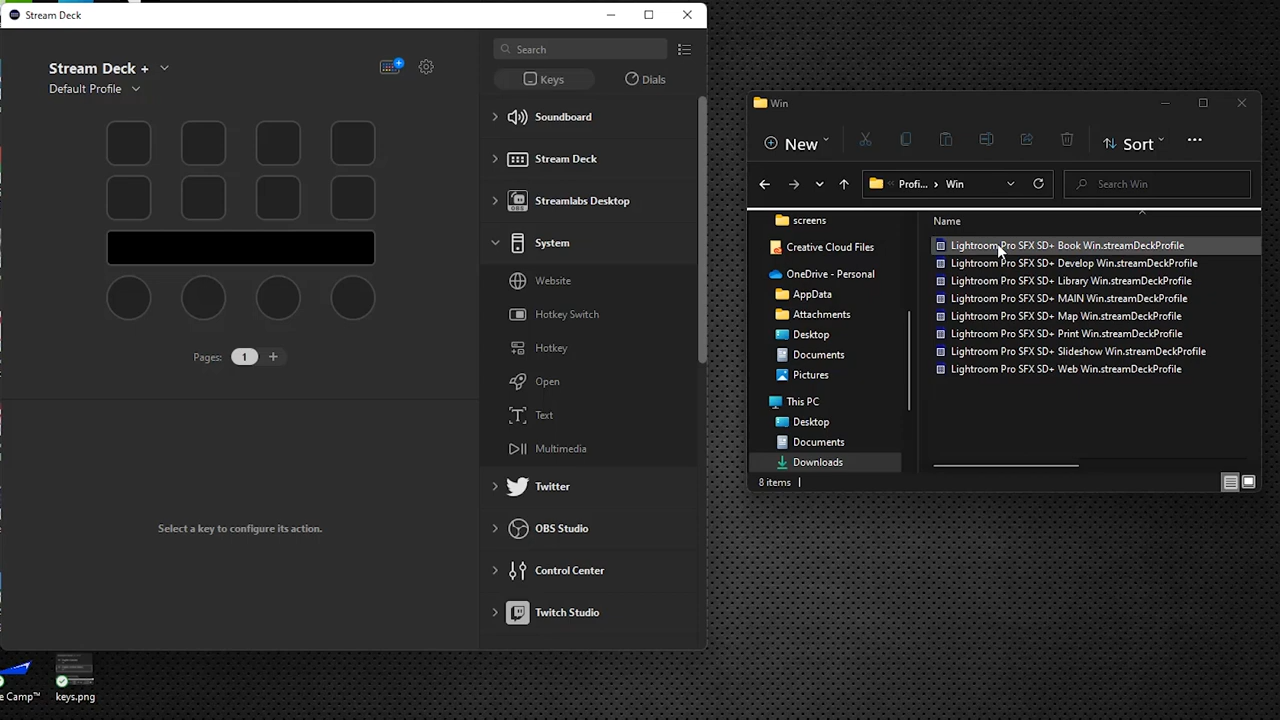 Stream Deck
Stream Deck +
Default Profile
Pages: 1 +
Select a key to configure its action.
Search
Keys
Dials
Soundboard
Stream Deck
Streamlabs Desktop
System
Website
Hotkey Switch
Hotkey
Open
Text
Multimedia
Twitter
OBS Studio
Control Center
Twitch Studio
Win
New
Sort
Profi...
Win
Search Win
screens
Creative Cloud Files
OneDrive - Personal
AppData
Attachments
Desktop
Documents
Pictures
This PC
Desktop
Documents
Downloads
Name
Lightroom Pro SFX SD+ Book Win.streamDeckProfile
Lightroom Pro SFX SD+ Develop Win.streamDeckProfile
Lightroom Pro SFX SD+ Library Win.streamDeckProfile
Lightroom Pro SFX SD+ MAIN Win.streamDeckProfile
Lightroom Pro SFX SD+ Map Win.streamDeckProfile
Lightroom Pro SFX SD+ Print Win.streamDeckProfile
Lightroom Pro SFX SD+ Slideshow Win.streamDeckProfile
Lightroom Pro SFX SD+ Web Win.streamDeckProfile
8 items
e Camp™
keys.png